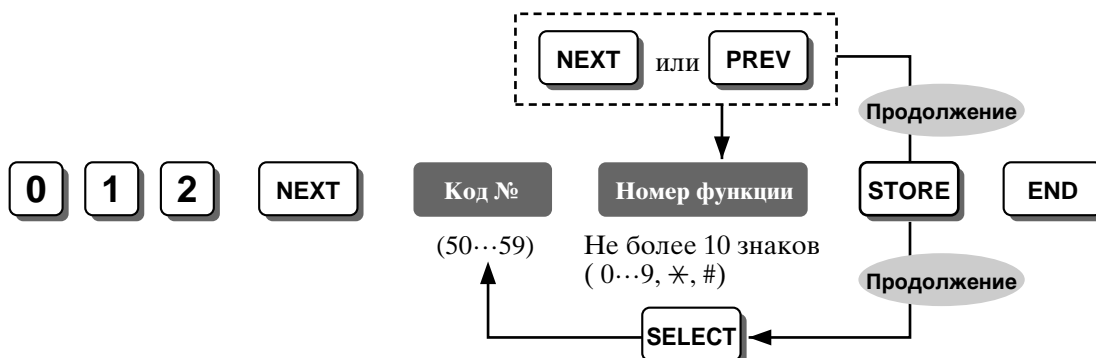 NEXT или PREV
Продолжение
0 1 2 NEXT Код № Номер функции STORE END
(50···59) Не более 10 знаков
( 0···9, ✳, #)
Продолжение
SELECT